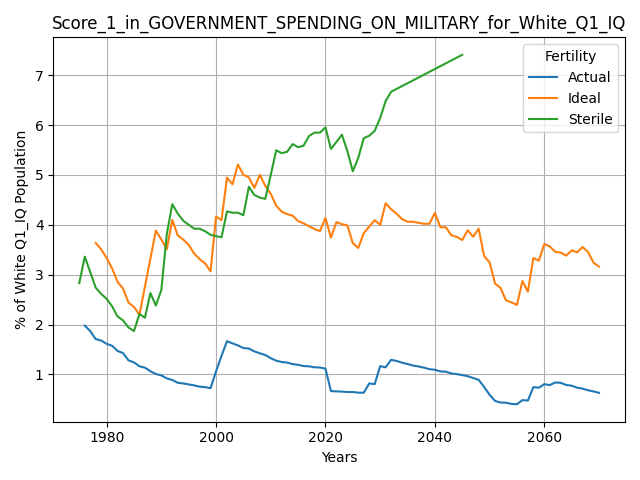 Score_1_in_GOVERNMENT_SPENDING_ON_MILITARY_for_White_Q1_IQ
Fertility
Actual
Ideal
Sterile
% of White Q1_IQ Population
7
6
5
4
3
2
1
1980
2000
2020
2040
2060
Years